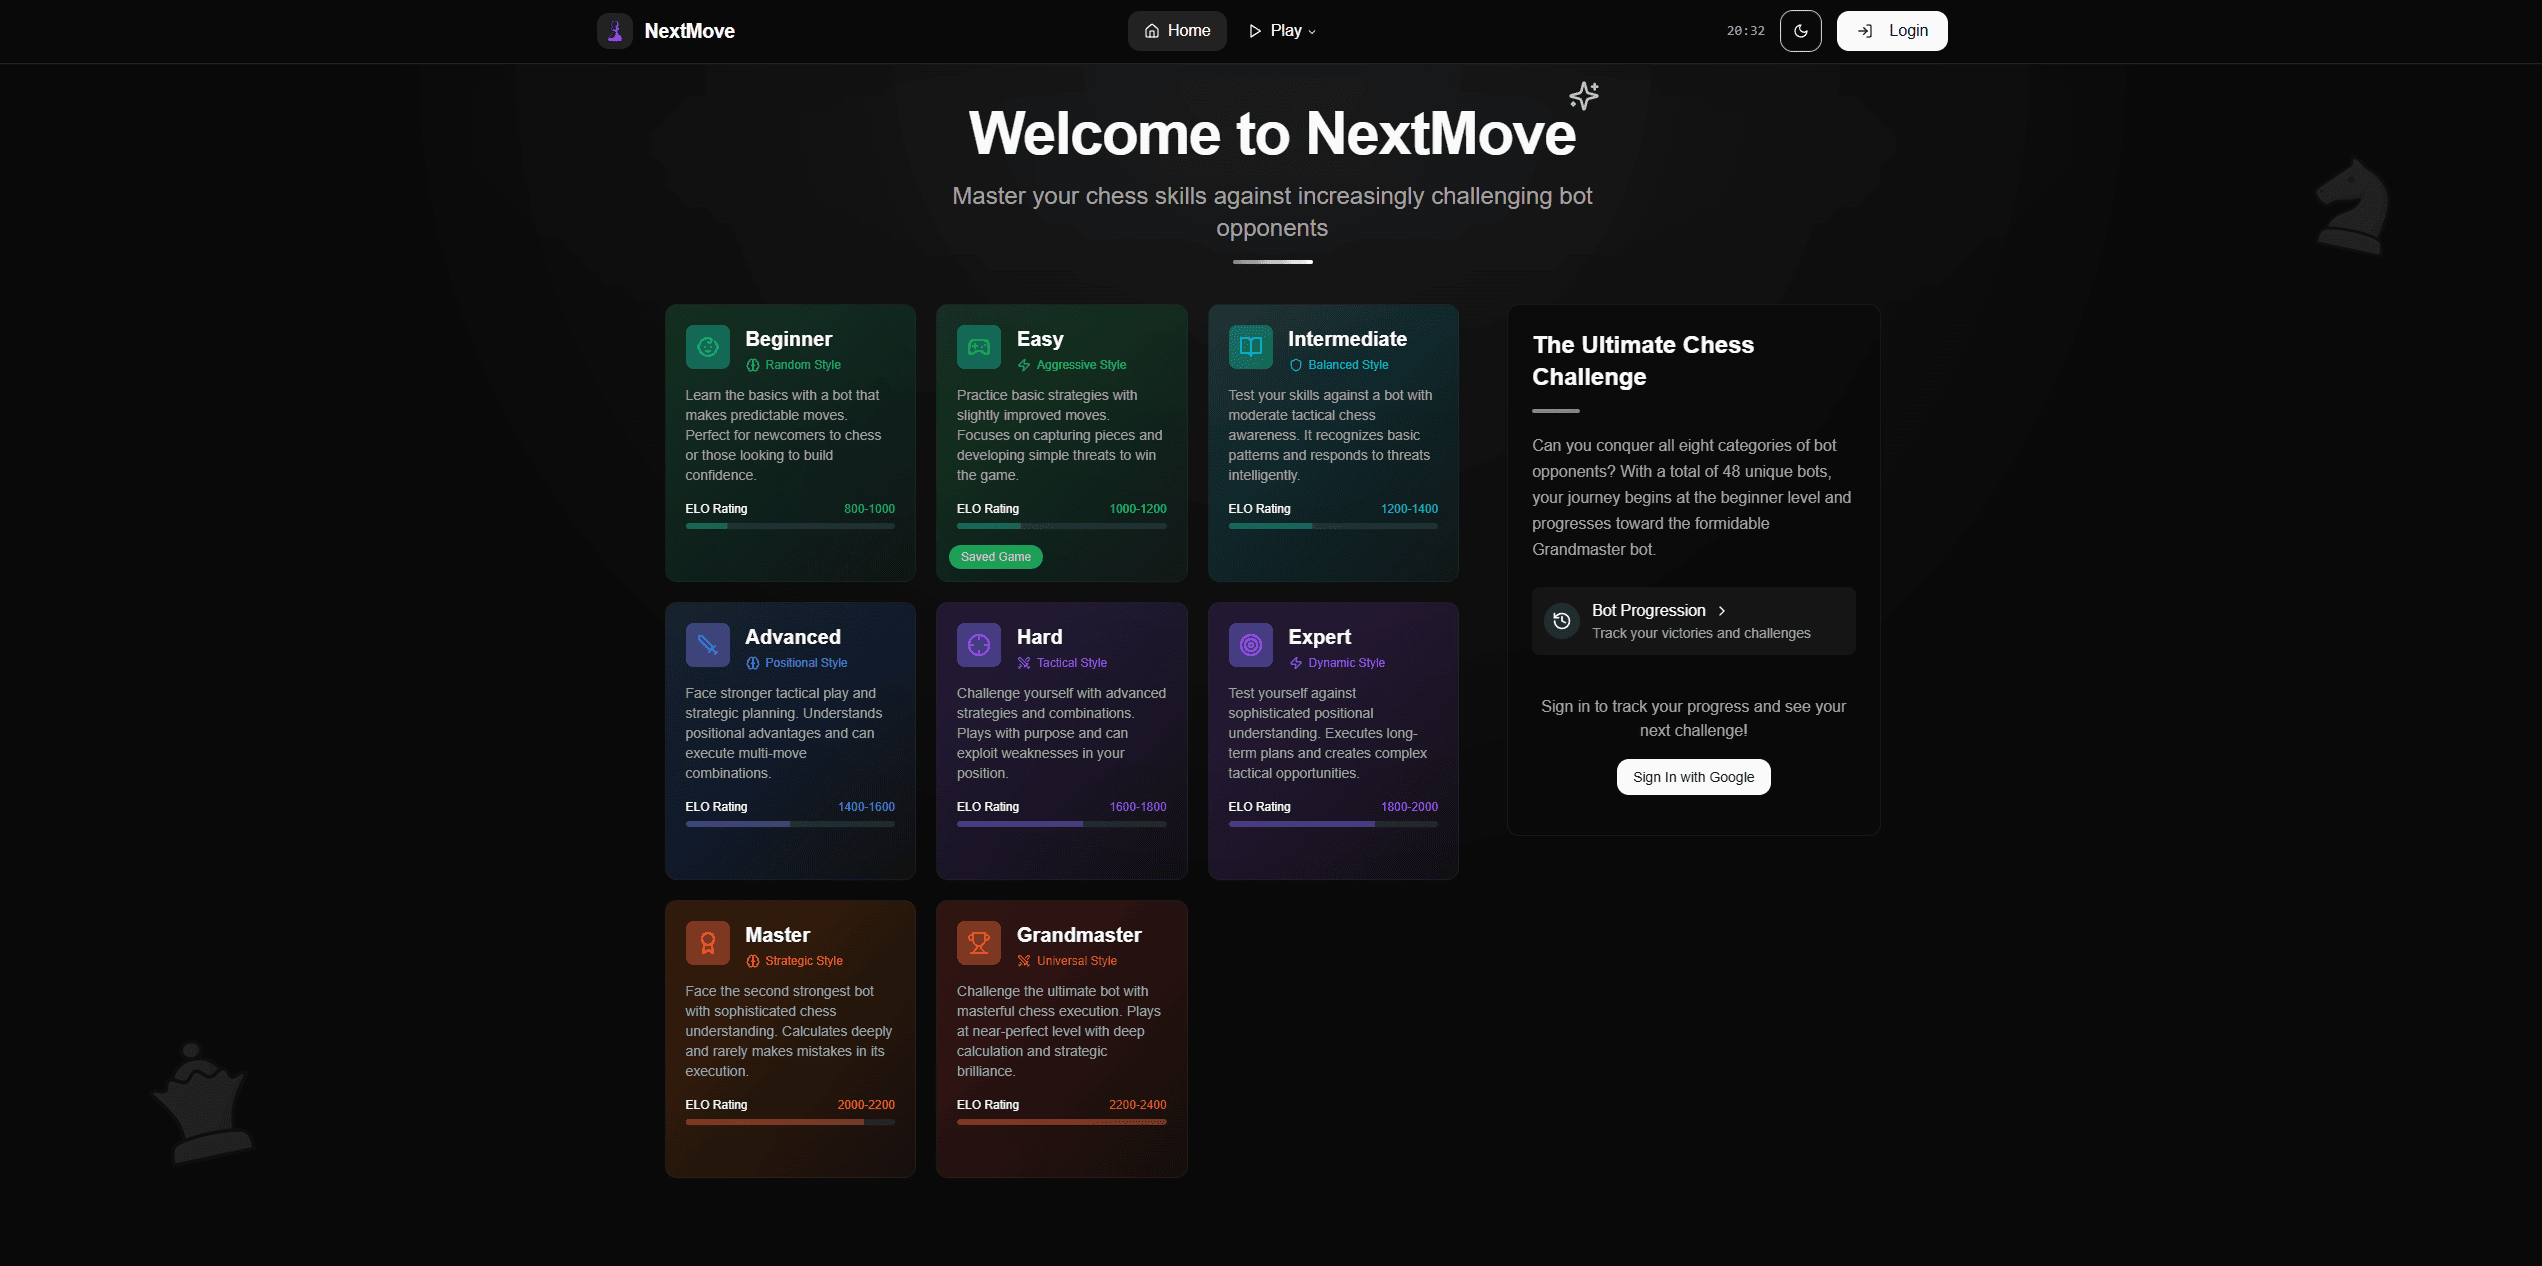 NextMove
Home
Play
20:32
Login
Welcome to NextMove
Master your chess skills against increasingly challenging bot
opponents
Beginner
Random Style
Learn the basics with a bot that
makes predictable moves.
Perfect for newcomers to chess
or those looking to build
confidence.
ELO Rating
800-1000
Easy
Aggressive Style
Practice basic strategies with
slightly improved moves.
Focuses on capturing pieces and
developing simple threats to win
the game.
ELO Rating
1000-1200
Saved Game
Intermediate
Balanced Style
Test your skills against a bot with
moderate tactical chess
awareness. It recognizes basic
patterns and responds to threats
intelligently.
ELO Rating
1200-1400
Advanced
Positional Style
Face stronger tactical play and
strategic planning. Understands
positional advantages and can
execute multi-move
combinations.
ELO Rating
1400-1600
Hard
Tactical Style
Challenge yourself with advanced
strategies and combinations.
Plays with purpose and can
exploit weaknesses in your
position.
ELO Rating
1600-1800
Expert
Dynamic Style
Test yourself against
sophisticated positional
understanding. Executes long-
term plans and creates complex
tactical opportunities.
ELO Rating
1800-2000
Master
Strategic Style
Face the second strongest bot
with sophisticated chess
understanding. Calculates deeply
and rarely makes mistakes in its
execution.
ELO Rating
2000-2200
Grandmaster
Universal Style
Challenge the ultimate bot with
masterful chess execution. Plays
at near-perfect level with deep
calculation and strategic
brilliance.
ELO Rating
2200-2400
The Ultimate Chess
Challenge
Can you conquer all eight categories of bot
opponents? With a total of 48 unique bots,
your journey begins at the beginner level and
progresses toward the formidable
Grandmaster bot.
Bot Progression
Track your victories and challenges
Sign in to track your progress and see your
next challenge!
Sign In with Google